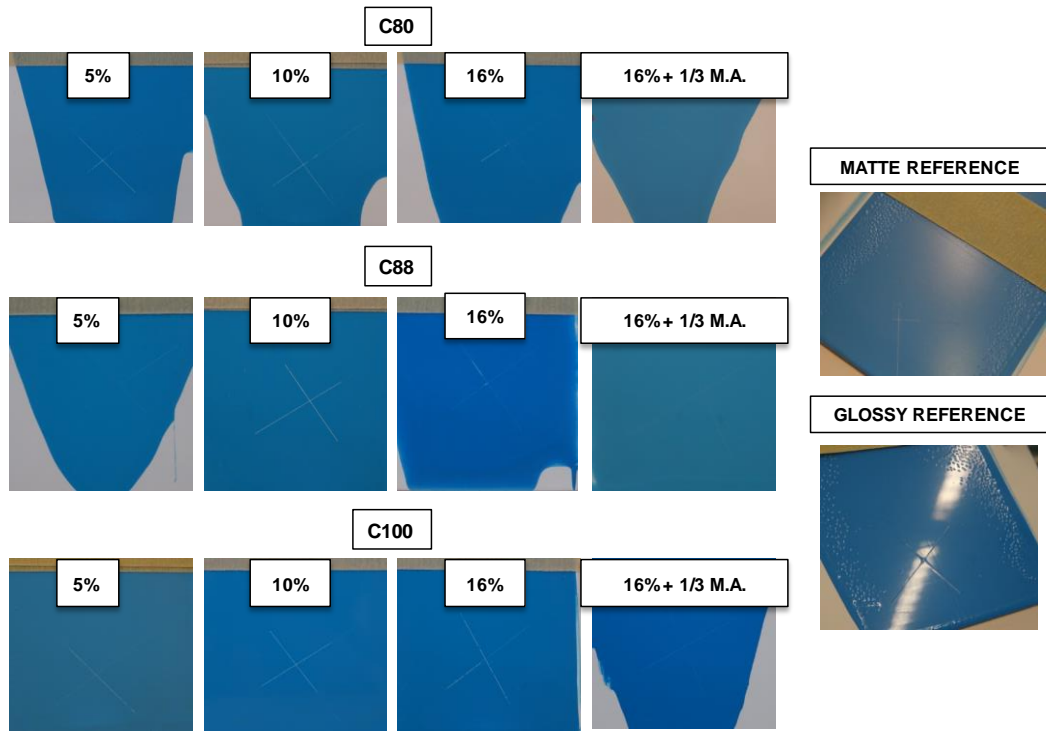 C80
5%
10%
16%
16% + 1/3 M.A.
MATTE REFERENCE
C88
5%
10%
16%
16% + 1/3 M.A.
GLOSSY REFERENCE
C100
5%
10%
16%
16% + 1/3 M.A.